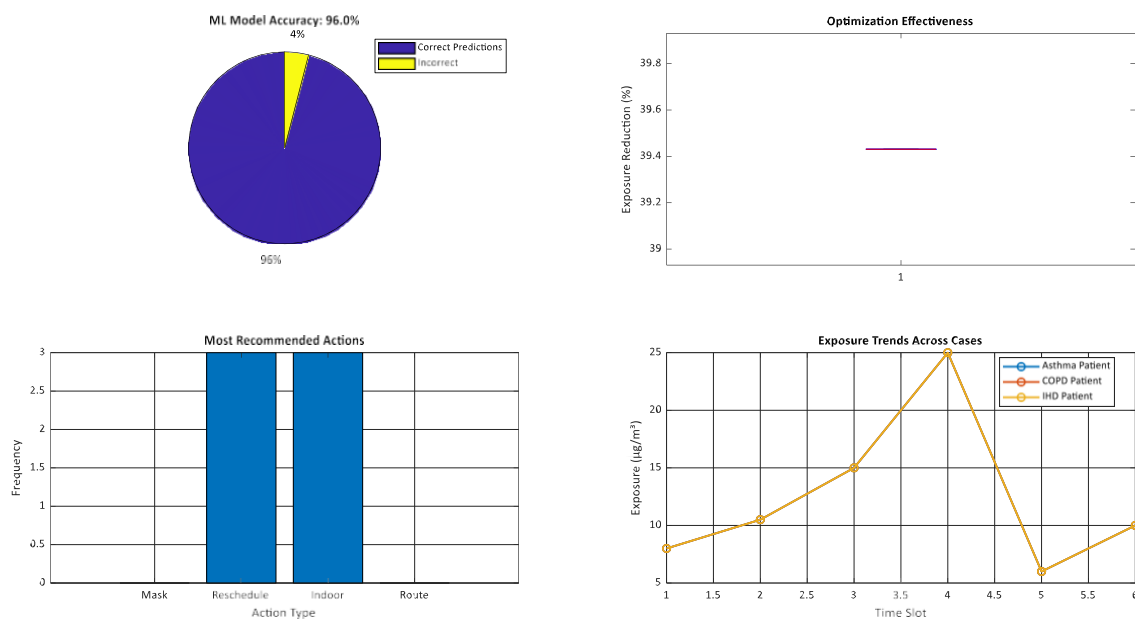 ML Model Accuracy: 96.0%
4%
Correct Predictions
Incorrect
96%
Optimization Effectiveness
39.8
39.6
39.4
39.2
39
Exposure Reduction (%)
1
Most Recommended Actions
3
2.5
2
1.5
1
0.5
0
Frequency
Mask Reschedule Indoor Route
Action Type
Exposure Trends Across Cases
25
20
15
10
5
Exposure (µg/m³)
Asthma Patient
COPD Patient
IHD Patient
1 1.5 2 2.5 3 3.5 4 4.5 5 5.5 6
Time Slot